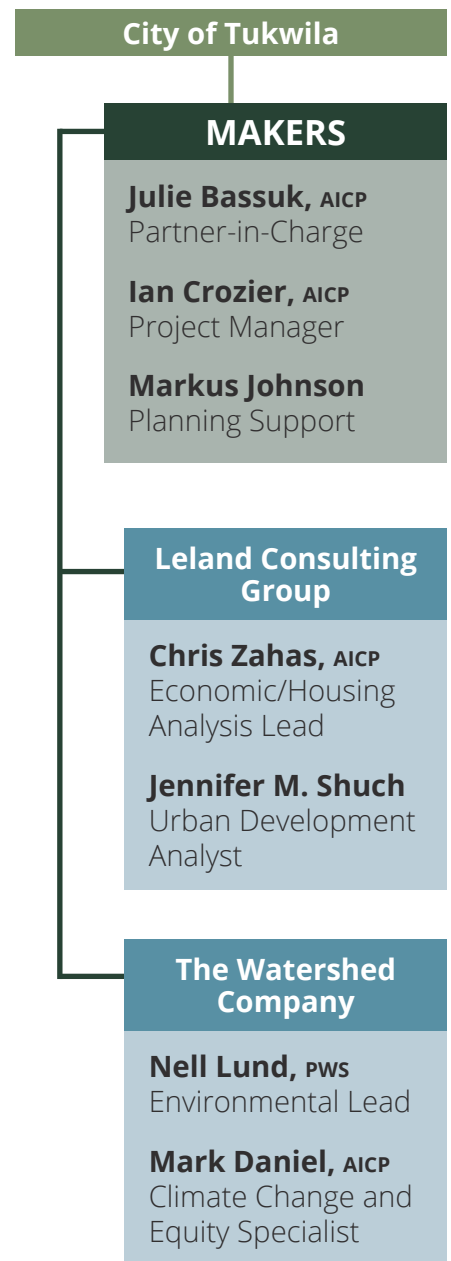 City of Tukwila
MAKERS
Julie Bassuk, AICP
Partner-in-Charge
Ian Crozier, AICP
Project Manager
Markus Johnson
Planning Support
Leland Consulting
Group
Chris Zahas, AICP
Economic/Housing
Analysis Lead
Jennifer M. Shuch
Urban Development
Analyst
The Watershed
Company
Nell Lund, PWS
Environmental Lead
Mark Daniel, AICP
Climate Change and
Equity Specialist